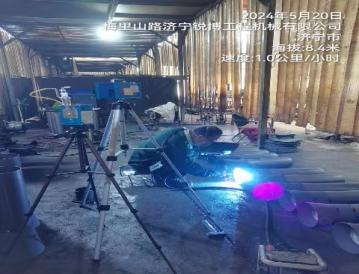 2024年5月20日
梅里山路济宁锐博工程机械有限公司
济宁市
海拔:8.4米
速度:1.0公里/小时